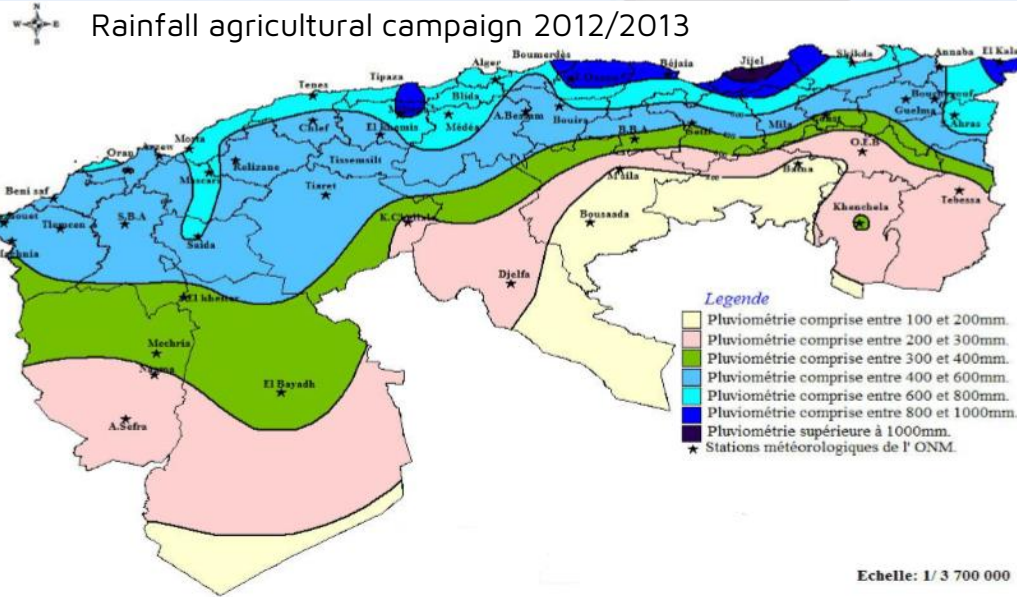 Rainfall agricultural campaign 2012/2013
N
W E
S
Boumerdès
Jijel
Skikda
Annaba
El Kala
Alger
Béjaia
Tipaza
Tenes
Blida
Médéa
A.Bessem
Bouira
Guelma
Ahras
Chlef
El khemis
B.B.A
Setif
Mila
Const
Oran
Arzew
Mosta
Relizane
Tissemsilt
Mascara
O.E.B
M'sila
Batna
Beni saf
Tiaret
Tebessa
Tlemcen
S.B.A
K.Chellala
Bousaada
Khenchela
Saida
Djelfa
El kheiter
Mechria
Naama
El Bayadh
A.Sefra
Legende
Pluviométrie comprise entre 100 et 200mm.
Pluviométrie comprise entre 200 et 300mm.
Pluviométrie comprise entre 300 et 400mm.
Pluviométrie comprise entre 400 et 600mm.
Pluviométrie comprise entre 600 et 800mm.
Pluviométrie comprise entre 800 et 1000mm.
Pluviométrie supérieure à 1000mm.
Stations météorologiques de l' ONM.
Echelle: 1/ 3 700 000